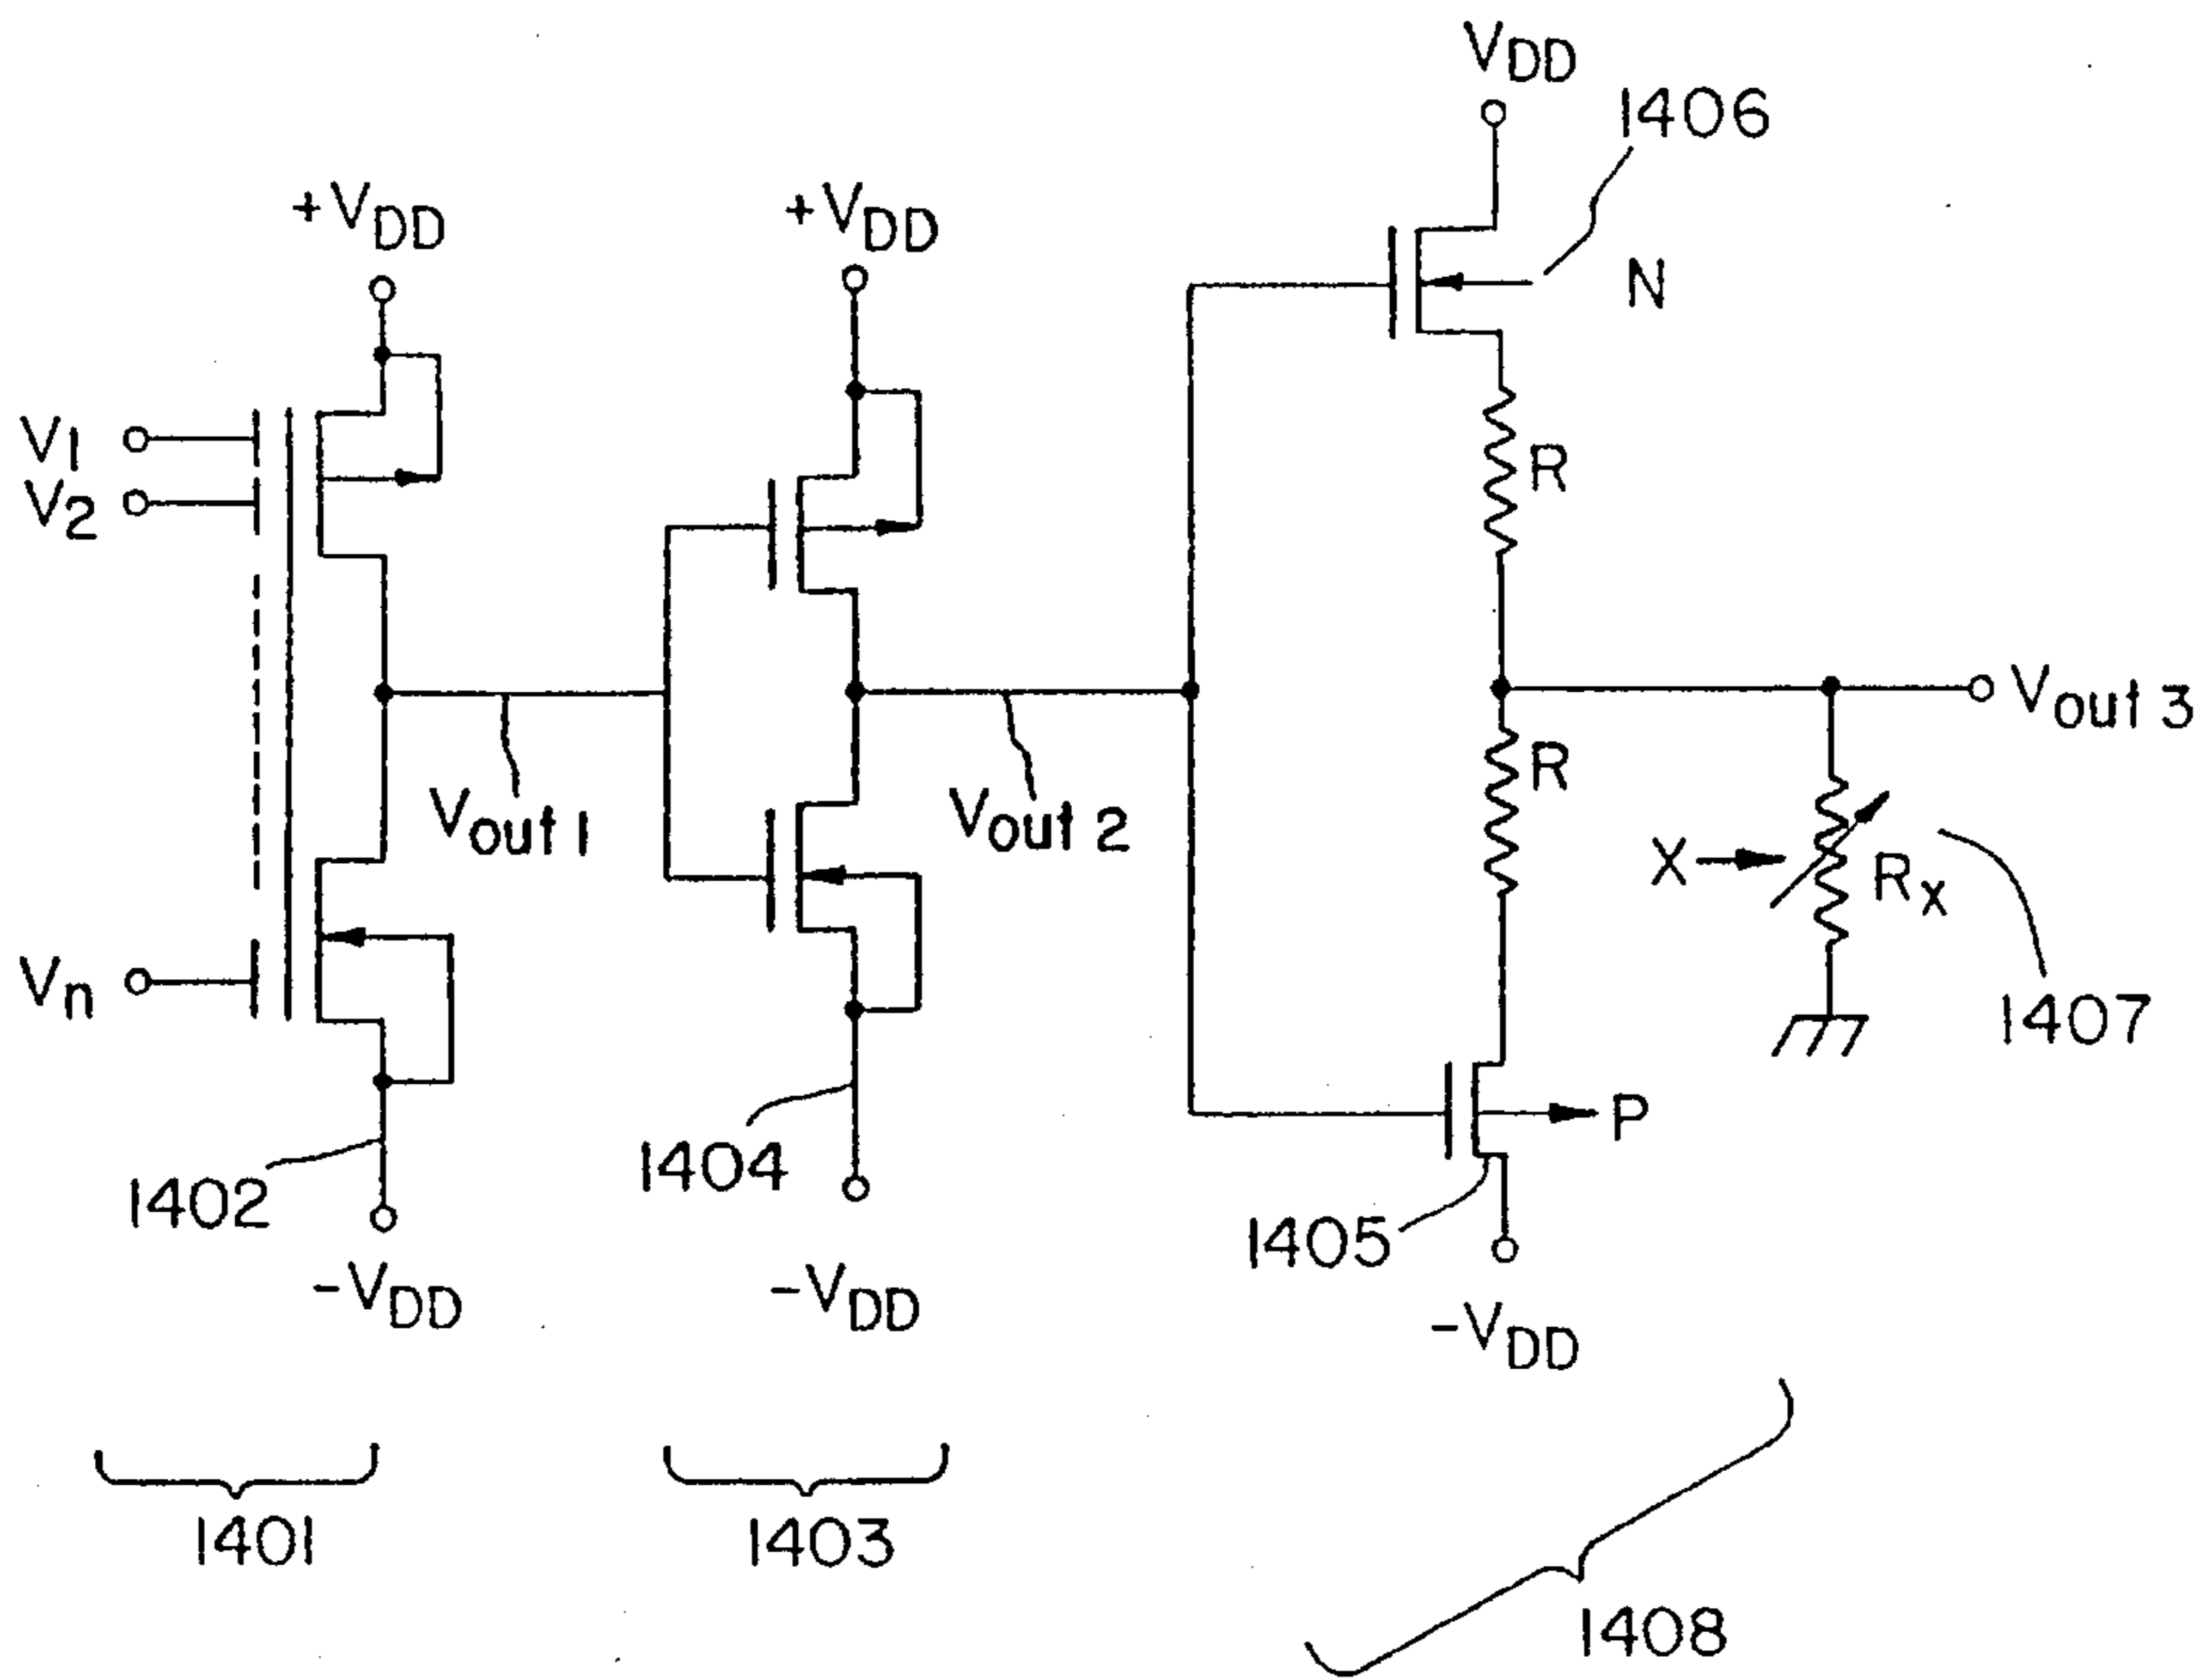 VDD
1406
+VDD
+VDD
N
V1
V2
R
Vout 3
R
Vout 1
Vout 2
X
RX
Vn
1407
P
1402
1404
1405
-VDD
-VDD
-VDD
1401
1403
1408